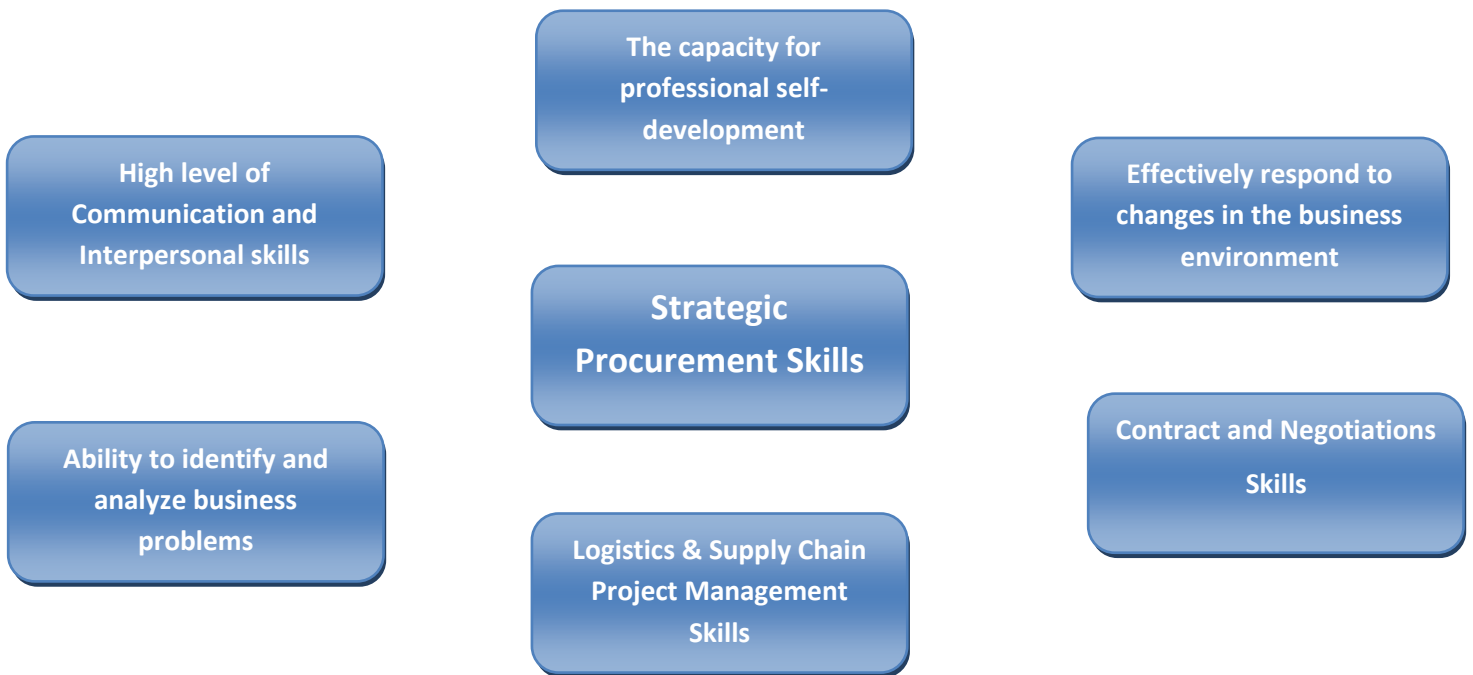 The capacity for
professional self-
development
High level of
Communication and
Interpersonal skills
Effectively respond to
changes in the business
environment
Strategic
Procurement Skills
Ability to identify and
analyze business
problems
Contract and Negotiations
Skills
Logistics & Supply Chain
Project Management
Skills